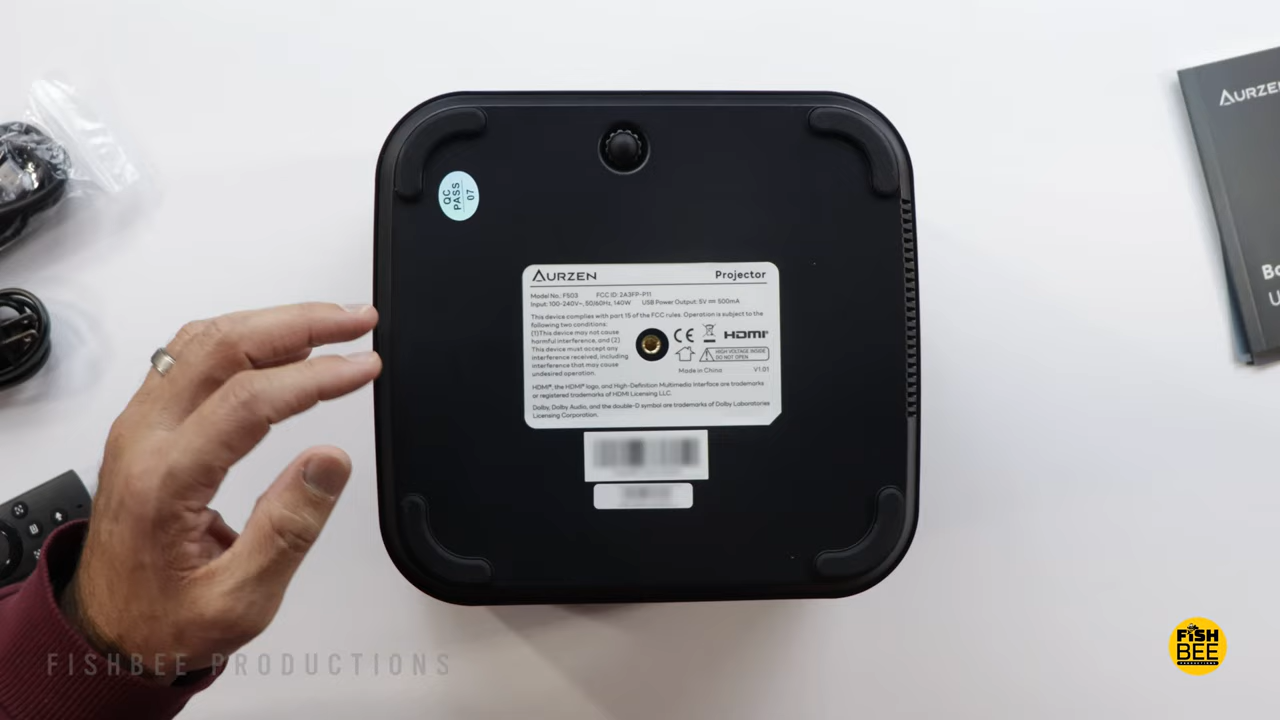 AURZEN
QC
PASS
07
AURZEN Projector
Model No.: F503 FCC ID: 2A3FP-P11
Input: 100-240V~, 50/60Hz, 140W USB Power Output: 5V 500mA
This device complies with part 15 of the FCC rules. Operation is subject to the
following two conditions:
(1)This device may not cause
harmful interference, and (2)
This device must accept any
interference received, including
interference that may cause
undesired operation.
CE HDMI
HIGH VOLTAGE INSIDE
DO NOT OPEN
Made in China V1.01
HDMI®, the HDMI® logo, and High-Definition Multimedia Interface are trademarks
or registered trademarks of HDMI Licensing LLC.
Dolby, Dolby Audio, and the double-D symbol are trademarks of Dolby Laboratories
Licensing Corporation.
FISHBEE PRODUCTIONS
FISH
BEE
PRODUCTIONS